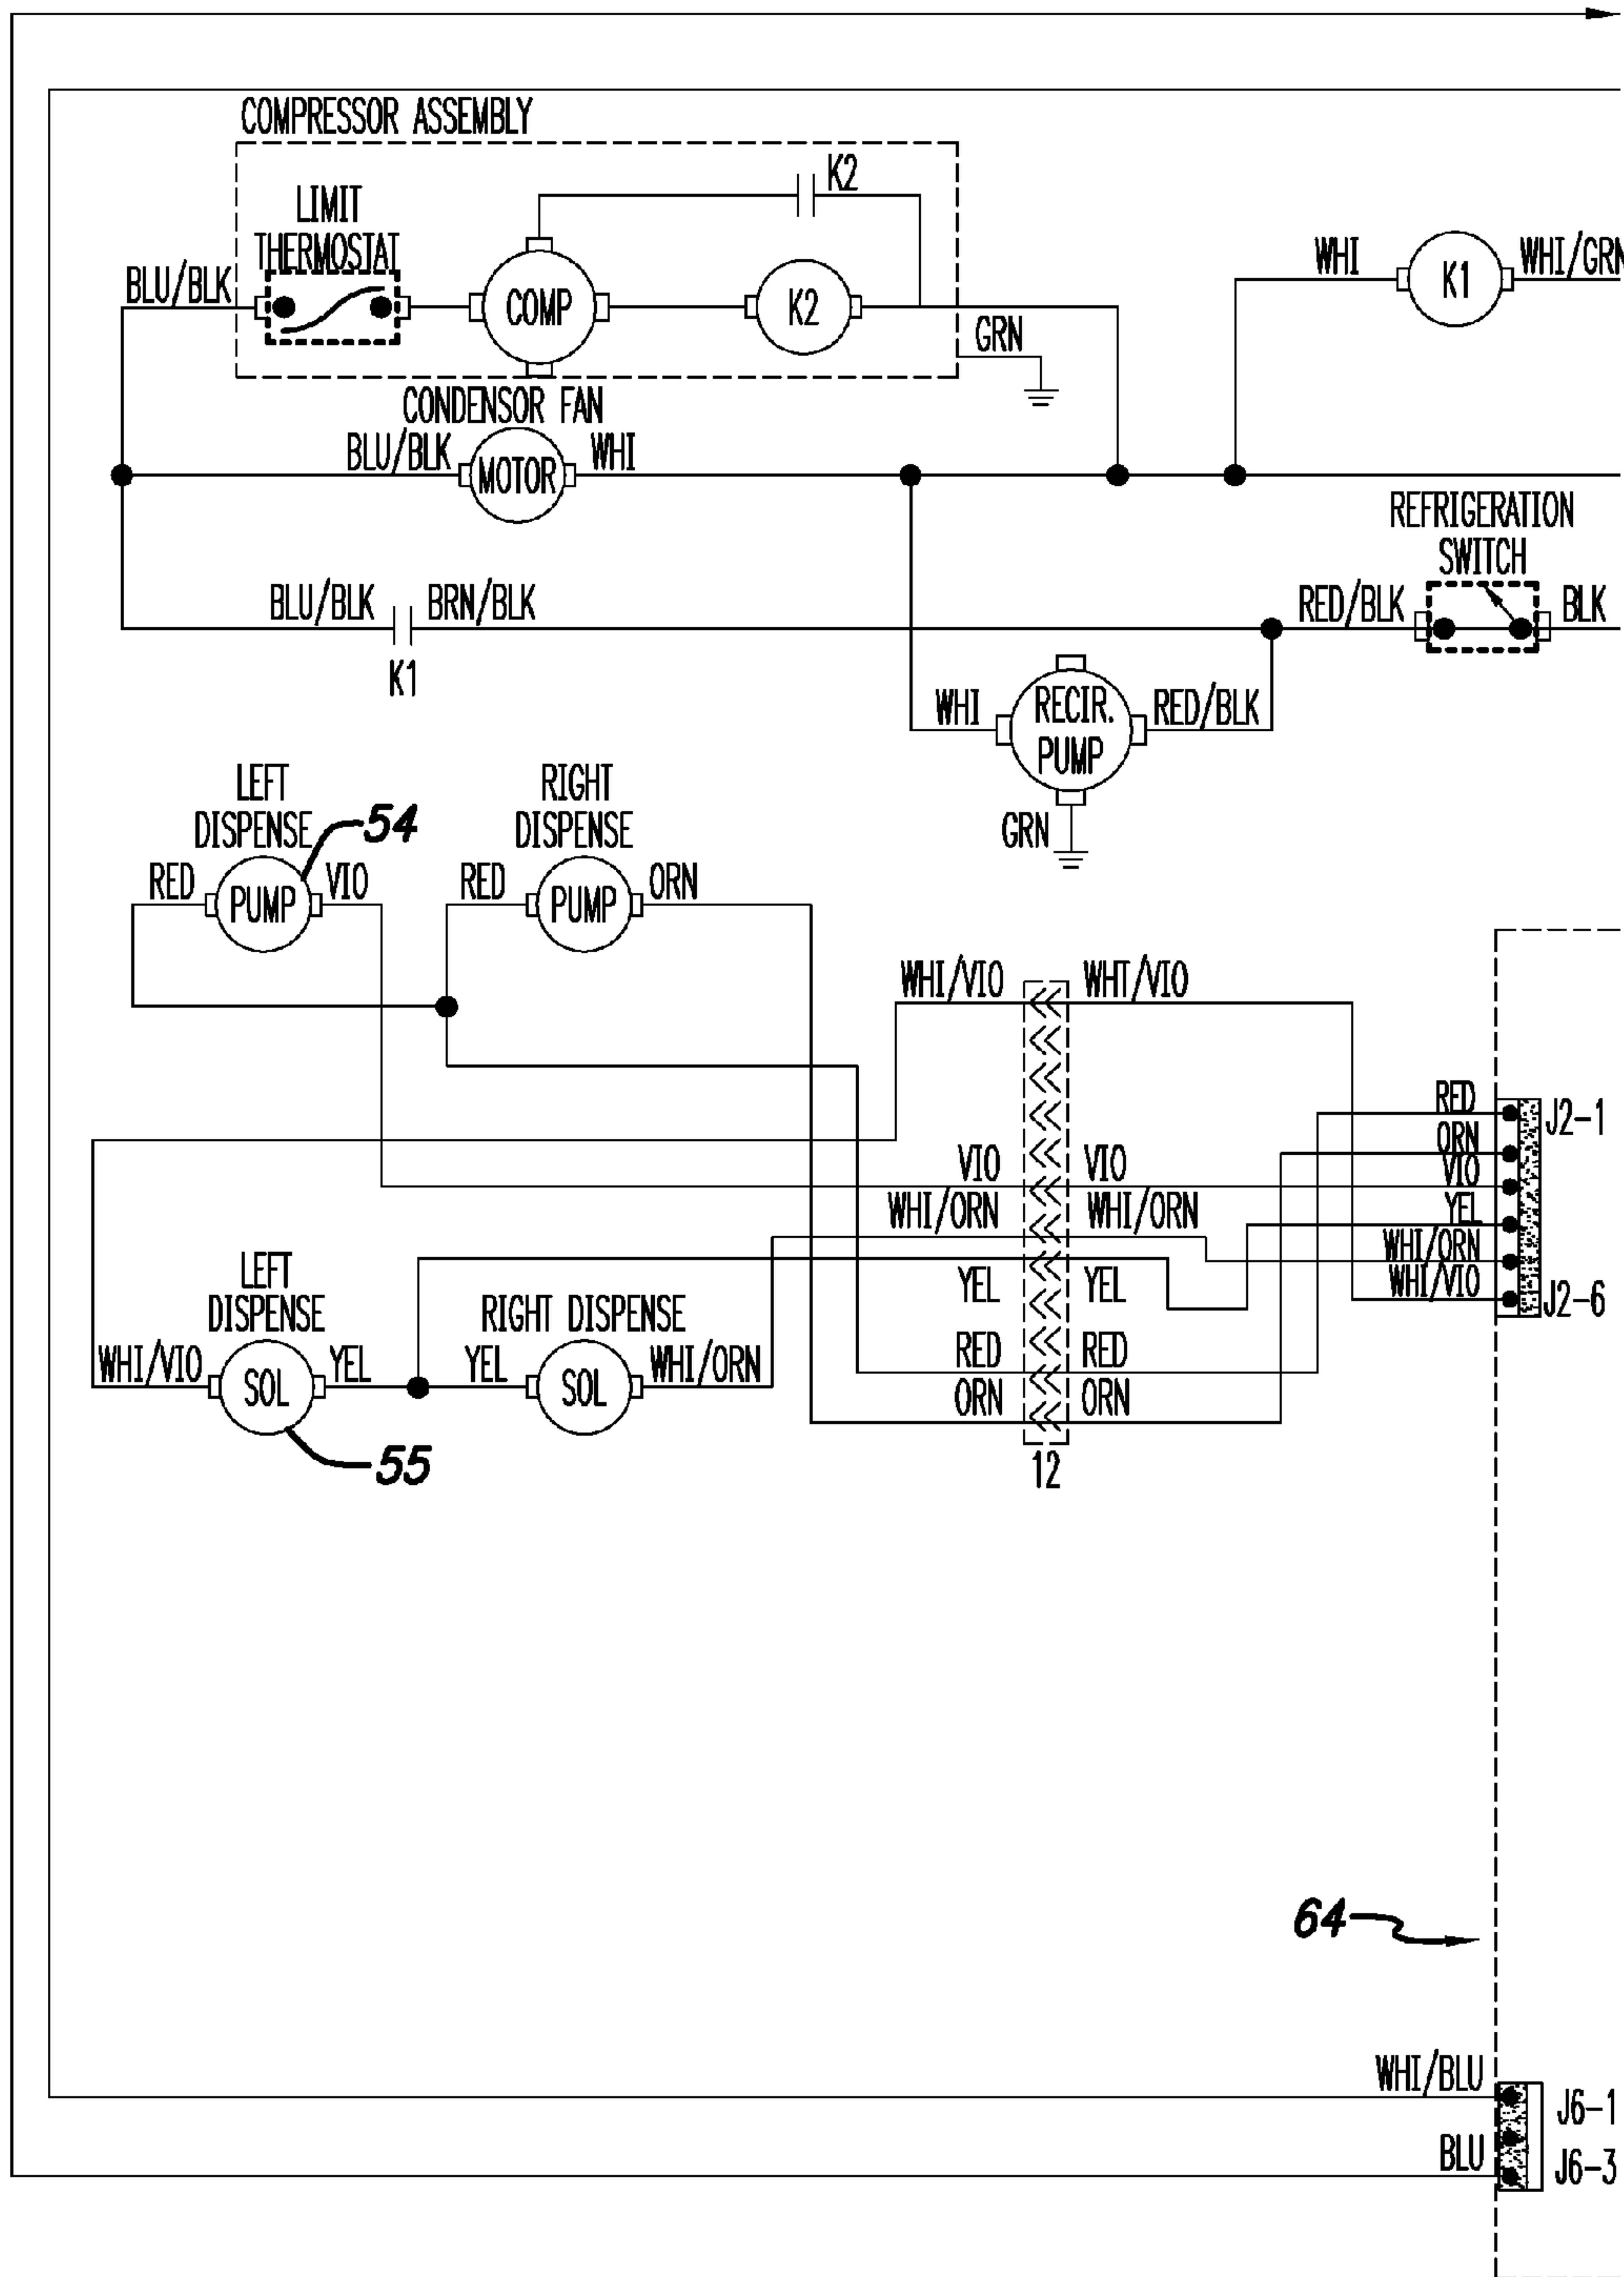 COMPRESSOR ASSEMBLY
K2
LIMIT
THERMOSTAT
BLU/BLK
COMP
K2
GRN
WHI
K1
WHI/GRN
CONDENSOR FAN
BLU/BLK
MOTOR
WHI
REFRIGERATION
SWITCH
BLU/BLK
BRN/BLK
K1
RED/BLK
BLK
WHI
RECIR.
PUMP
RED/BLK
GRN
LEFT
DISPENSE
54
RED
PUMP
VIO
RIGHT
DISPENSE
RED
PUMP
ORN
WHI/VIO
WHT/VIO
VIO
VIO
WHI/ORN
WHI/ORN
YEL
YEL
RED
RED
ORN
ORN
12
RED
J2-1
ORN
VIO
YEL
WHI/ORN
WHI/VIO
J2-6
LEFT
DISPENSE
WHI/VIO
SOL
YEL
55
RIGHT DISPENSE
YEL
SOL
WHI/ORN
64
WHI/BLU
J6-1
BLU
J6-3